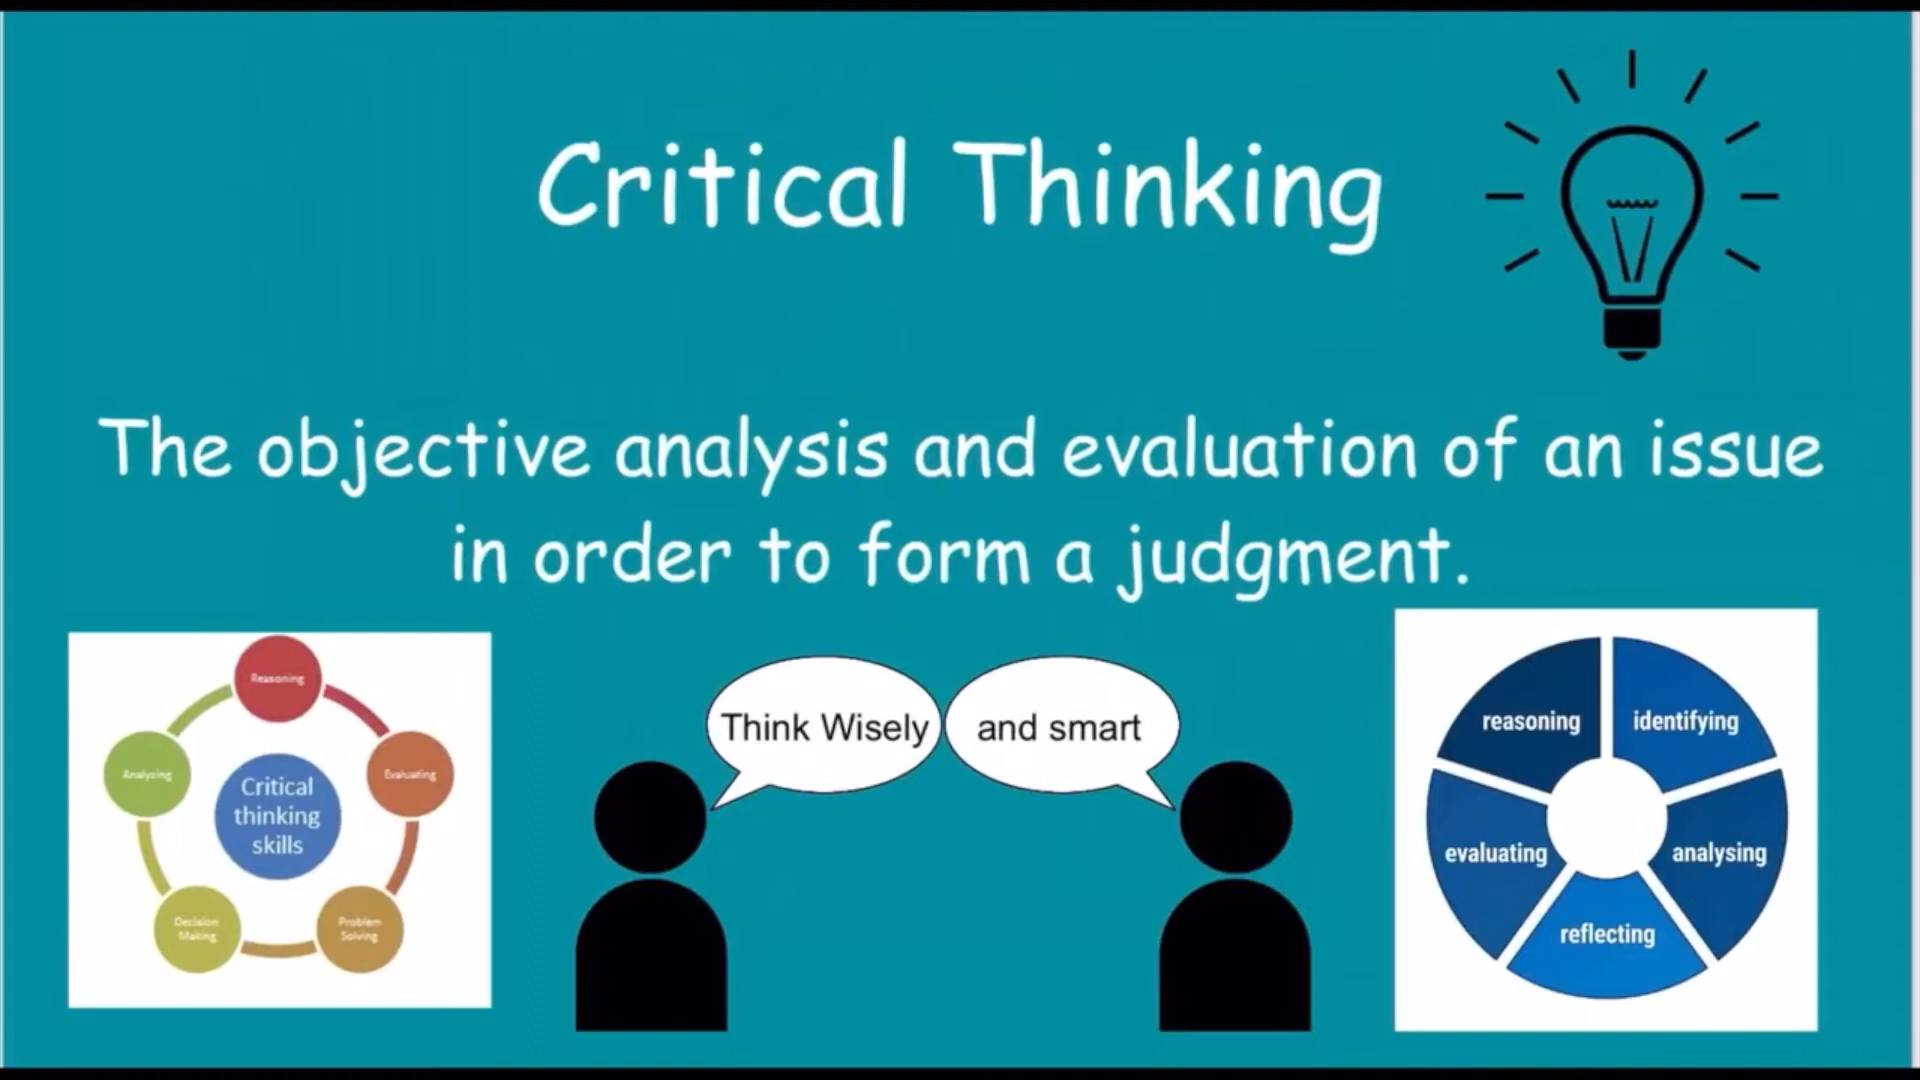 Critical Thinking
The objective analysis and evaluation of an issue
in order to form a judgment.
Reasoning
Evaluating
Problem
Solving
Decision
Making
Analyzing
Critical
thinking
skills
Think Wisely
and smart
reasoning
identifying
analysing
reflecting
evaluating